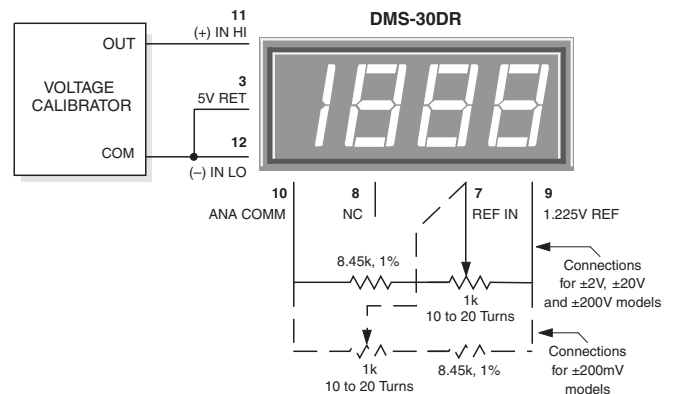 DMS-30DR
11
(+) IN HI
OUT
3
5V RET
VOLTAGE
CALIBRATOR
COM
12
(–) IN LO
1888
10
ANA COMM
8
NC
7
REF IN
9
1.225V REF
8.45k, 1%
1k
10 to 20 Turns
Connections
for ±2V, ±20V
and ±200V models
1k
10 to 20 Turns
8.45k, 1%
Connections
for ±200mV
models